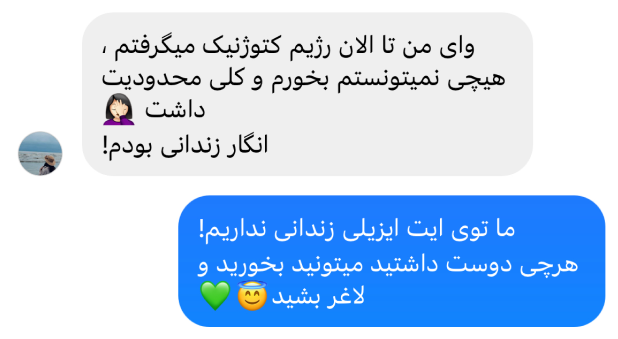 وای من تا الان رژیم کتوژنیک میگرفتم ،
هیچی نمیتونستم بخورم و کلی محدودیت
داشت 🤦🏻‍♀️
انگار زندانی بودم!
ما توی ایت ایزیلی زندانی نداریم!
هرچی دوست داشتید میتونید بخورید و
لاغر بشید 😇💚